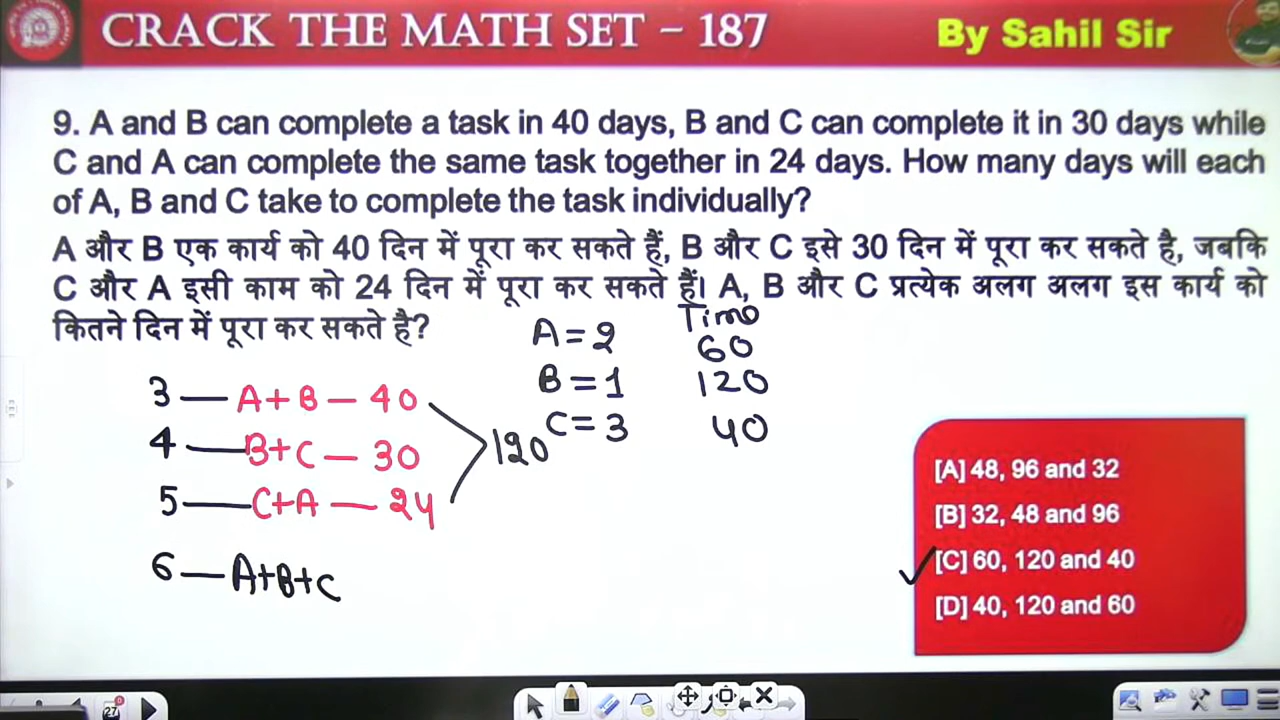 CRACK THE MATH SET – 187
By Sahil Sir
9. A and B can complete a task in 40 days, B and C can complete it in 30 days while
C and A can complete the same task together in 24 days. How many days will each
of A, B and C take to complete the task individually?
A और B एक कार्य को 40 दिन में पूरा कर सकते हैं, B और C इसे 30 दिन में पूरा कर सकते है, जबकि
C और A इसी काम को 24 दिन में पूरा कर सकते हैं। A, B और C प्रत्येक अलग अलग इस कार्य को
कितने दिन में पूरा कर सकते है?
Time
A = 2 60
B = 1 120
C = 3 40
3 — A+B — 40
4 — B+C — 30
5 — C+A — 24
120
6 — A+B+C
[A] 48, 96 and 32
[B] 32, 48 and 96
[C] 60, 120 and 40
[D] 40, 120 and 60